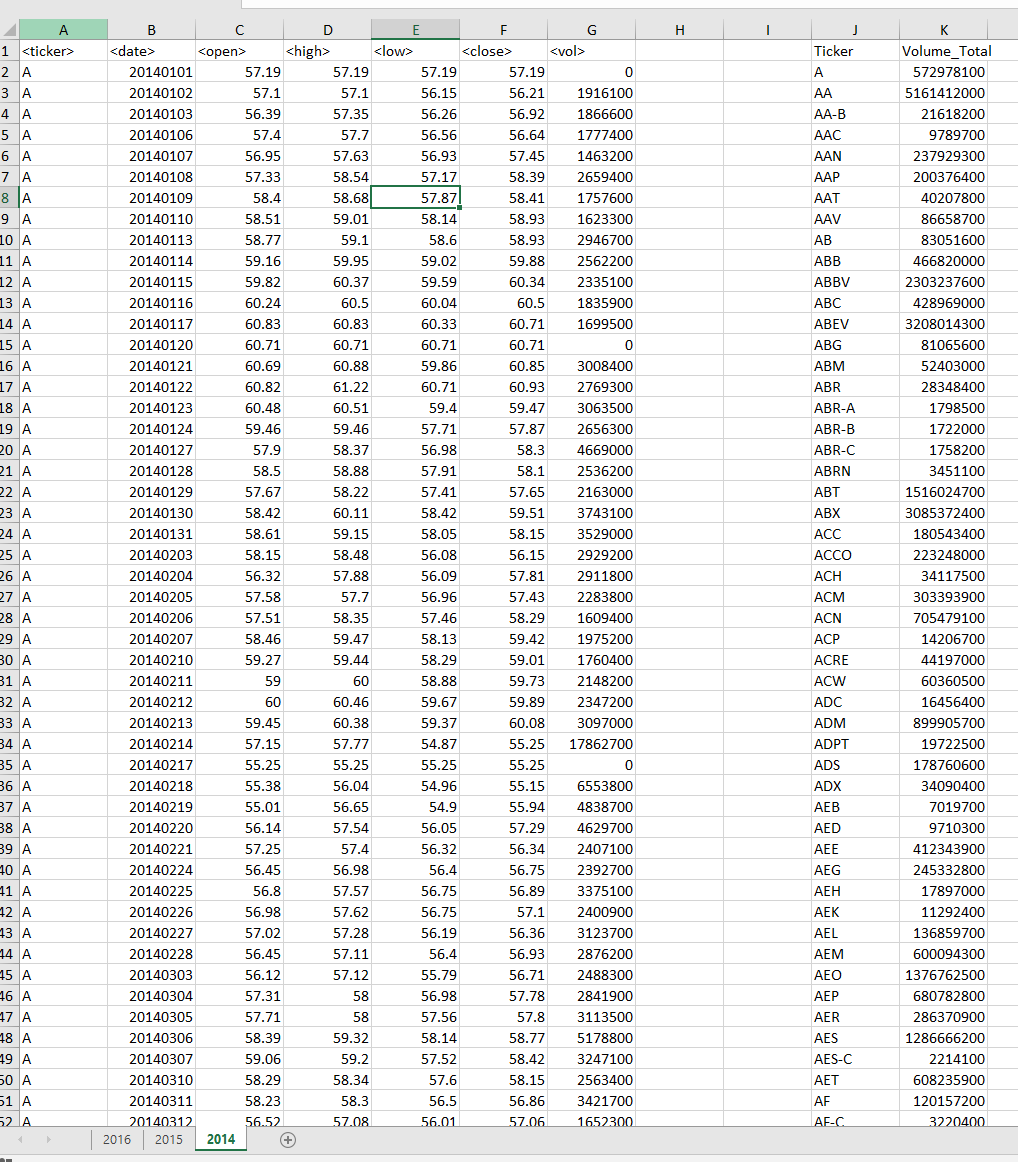 A B C D E F G H I J K
1 <ticker> <date> <open> <high> <low> <close> <vol> Ticker Volume_Total
2 A 20140101 57.19 57.19 57.19 57.19 0 A 572978100
3 A 20140102 57.1 57.1 56.15 56.21 1916100 AA 5161412000
4 A 20140103 56.39 57.35 56.26 56.92 1866600 AA-B 21618200
5 A 20140106 57.4 57.7 56.56 56.64 1777400 AAC 9789700
6 A 20140107 56.95 57.63 56.93 57.45 1463200 AAN 237929300
7 A 20140108 57.33 58.54 57.17 58.39 2659400 AAP 200376400
8 A 20140109 58.4 58.68 57.87 58.41 1757600 AAT 40207800
9 A 20140110 58.51 59.01 58.14 58.93 1623300 AAV 86658700
10 A 20140113 58.77 59.1 58.6 58.93 2946700 AB 83051600
11 A 20140114 59.16 59.95 59.02 59.88 2562200 ABB 466820000
12 A 20140115 59.82 60.37 59.59 60.34 2335100 ABBV 2303237600
13 A 20140116 60.24 60.5 60.04 60.5 1835900 ABC 428969000
14 A 20140117 60.83 60.83 60.33 60.71 1699500 ABEV 3208014300
15 A 20140120 60.71 60.71 60.71 60.71 0 ABG 81065600
16 A 20140121 60.69 60.88 59.86 60.85 3008400 ABM 52403000
17 A 20140122 60.82 61.22 60.71 60.93 2769300 ABR 28348400
18 A 20140123 60.48 60.51 59.4 59.47 3063500 ABR-A 1798500
19 A 20140124 59.46 59.46 57.71 57.87 2656300 ABR-B 1722000
20 A 20140127 57.9 58.37 56.98 58.3 4669000 ABR-C 1758200
21 A 20140128 58.5 58.88 57.91 58.1 2536200 ABRN 3451100
22 A 20140129 57.67 58.22 57.41 57.65 2163000 ABT 1516024700
23 A 20140130 58.42 60.11 58.42 59.51 3743100 ABX 3085372400
24 A 20140131 58.61 59.15 58.05 58.15 3529000 ACC 180543400
25 A 20140203 58.15 58.48 56.08 56.15 2929200 ACCO 223248000
26 A 20140204 56.32 57.88 56.09 57.81 2911800 ACH 34117500
27 A 20140205 57.58 57.7 56.96 57.43 2283800 ACM 303393900
28 A 20140206 57.51 58.35 57.46 58.29 1609400 ACN 705479100
29 A 20140207 58.46 59.47 58.13 59.42 1975200 ACP 14206700
30 A 20140210 59.27 59.44 58.29 59.01 1760400 ACRE 44197000
31 A 20140211 59 60 58.88 59.73 2148200 ACW 60360500
32 A 20140212 60 60.46 59.67 59.89 2347200 ADC 16456400
33 A 20140213 59.45 60.38 59.37 60.08 3097000 ADM 899905700
34 A 20140214 57.15 57.77 54.87 55.25 17862700 ADPT 19722500
35 A 20140217 55.25 55.25 55.25 55.25 0 ADS 178760600
36 A 20140218 55.38 56.04 54.96 55.15 6553800 ADX 34090400
37 A 20140219 55.01 56.65 54.9 55.94 4838700 AEB 7019700
38 A 20140220 56.14 57.54 56.05 57.29 4629700 AED 9710300
39 A 20140221 57.25 57.4 56.32 56.34 2407100 AEE 412343900
40 A 20140224 56.45 56.98 56.4 56.75 2392700 AEG 245332800
41 A 20140225 56.8 57.57 56.75 56.89 3375100 AEH 17897000
42 A 20140226 56.98 57.62 56.75 57.1 2400900 AEK 11292400
43 A 20140227 57.02 57.28 56.19 56.36 3123700 AEL 136859700
44 A 20140228 56.45 57.11 56.4 56.93 2876200 AEM 600094300
45 A 20140303 56.12 57.12 55.79 56.71 2488300 AEO 1376762500
46 A 20140304 57.31 58 56.98 57.78 2841900 AEP 680782800
47 A 20140305 57.71 58 57.56 57.8 3113500 AER 286370900
48 A 20140306 58.39 59.32 58.14 58.77 5178800 AES 1286666200
49 A 20140307 59.06 59.2 57.52 58.42 3247100 AES-C 2214100
50 A 20140310 58.29 58.34 57.6 58.15 2563400 AET 608235900
51 A 20140311 58.23 58.3 56.5 56.86 3421700 AF 120157200
52 A 20140312 56.52 57.08 56.01 57.06 1652300 AF-C 3220400
2016 2015 2014